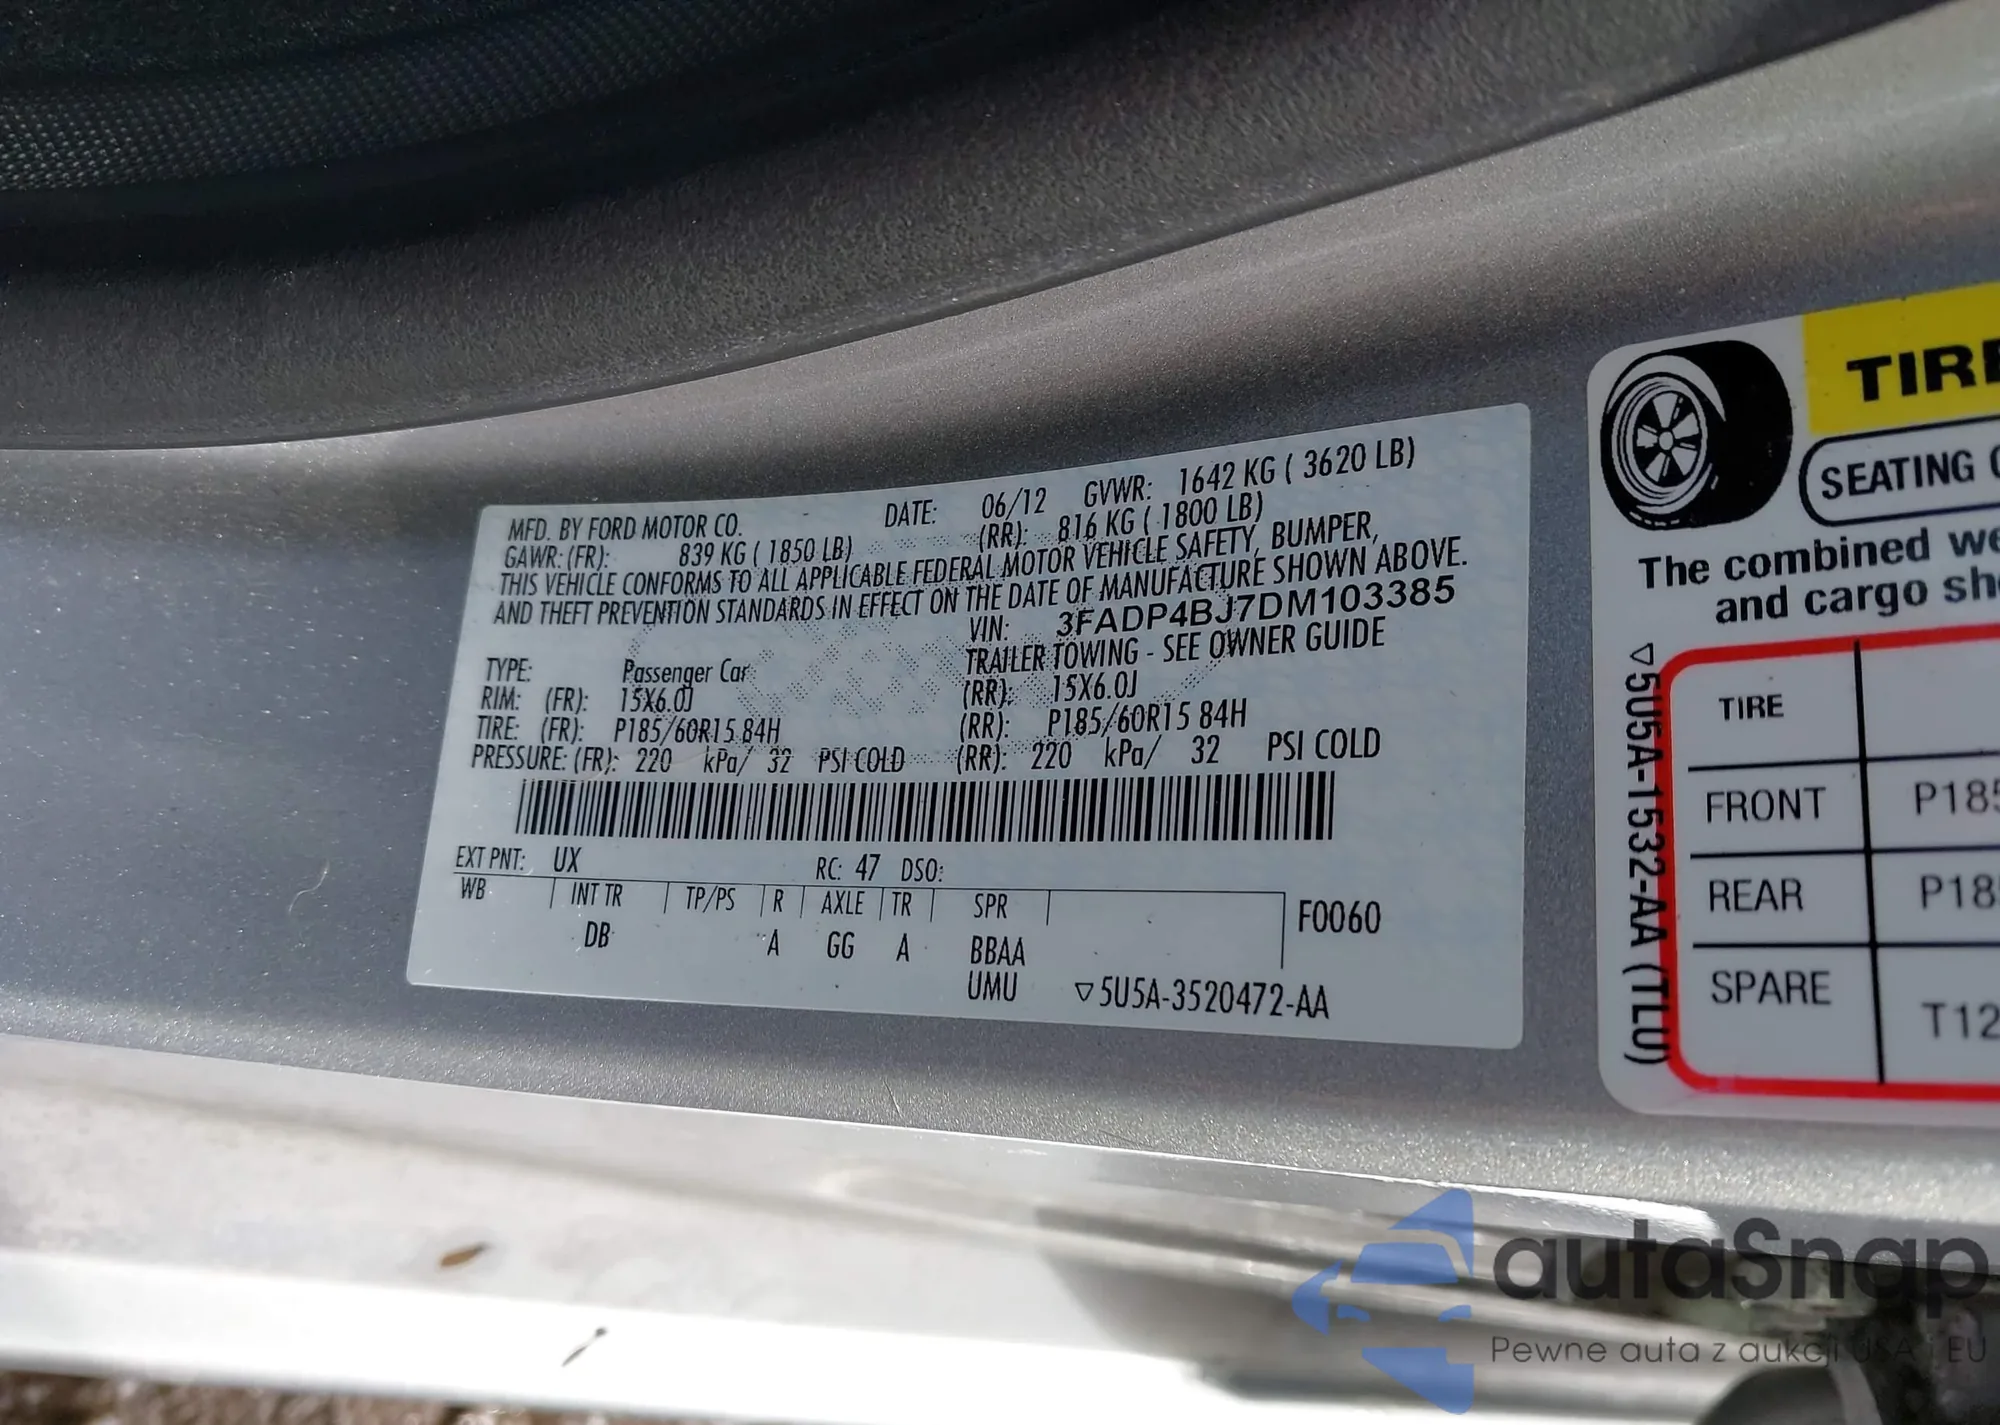 MFD. BY FORD MOTOR CO. DATE: 06/12 GVWR: 1642 KG ( 3620 LB)
GAWR: (FR): 839 KG ( 1850 LB) (RR): 816 KG ( 1800 LB)
THIS VEHICLE CONFORMS TO ALL APPLICABLE FEDERAL MOTOR VEHICLE SAFETY, BUMPER,
AND THEFT PREVENTION STANDARDS IN EFFECT ON THE DATE OF MANUFACTURE SHOWN ABOVE.
VIN: 3FADP4BJ7DM103385
TRAILER TOWING - SEE OWNER GUIDE
TYPE: Passenger Car
RIM: (FR): 15X6.0J (RR): 15X6.0J
TIRE: (FR): P185/60R15 84H (RR): P185/60R15 84H
PRESSURE: (FR): 220 kPa/ 32 PSI COLD (RR): 220 kPa/ 32 PSI COLD
EXT PNT: UX RC: 47 DSO:
WB INT TR TP/PS R AXLE TR SPR
F0060
DB A GG A BBAA
UMU ▽5U5A-3520472-AA
TIRE
SEATING
The combined
and cargo
▽5U5A-1532-AA (TLU)
TIRE
FRONT P185
REAR P18
SPARE T12
autaSnap
Pewne auta z aukcji USA i EU